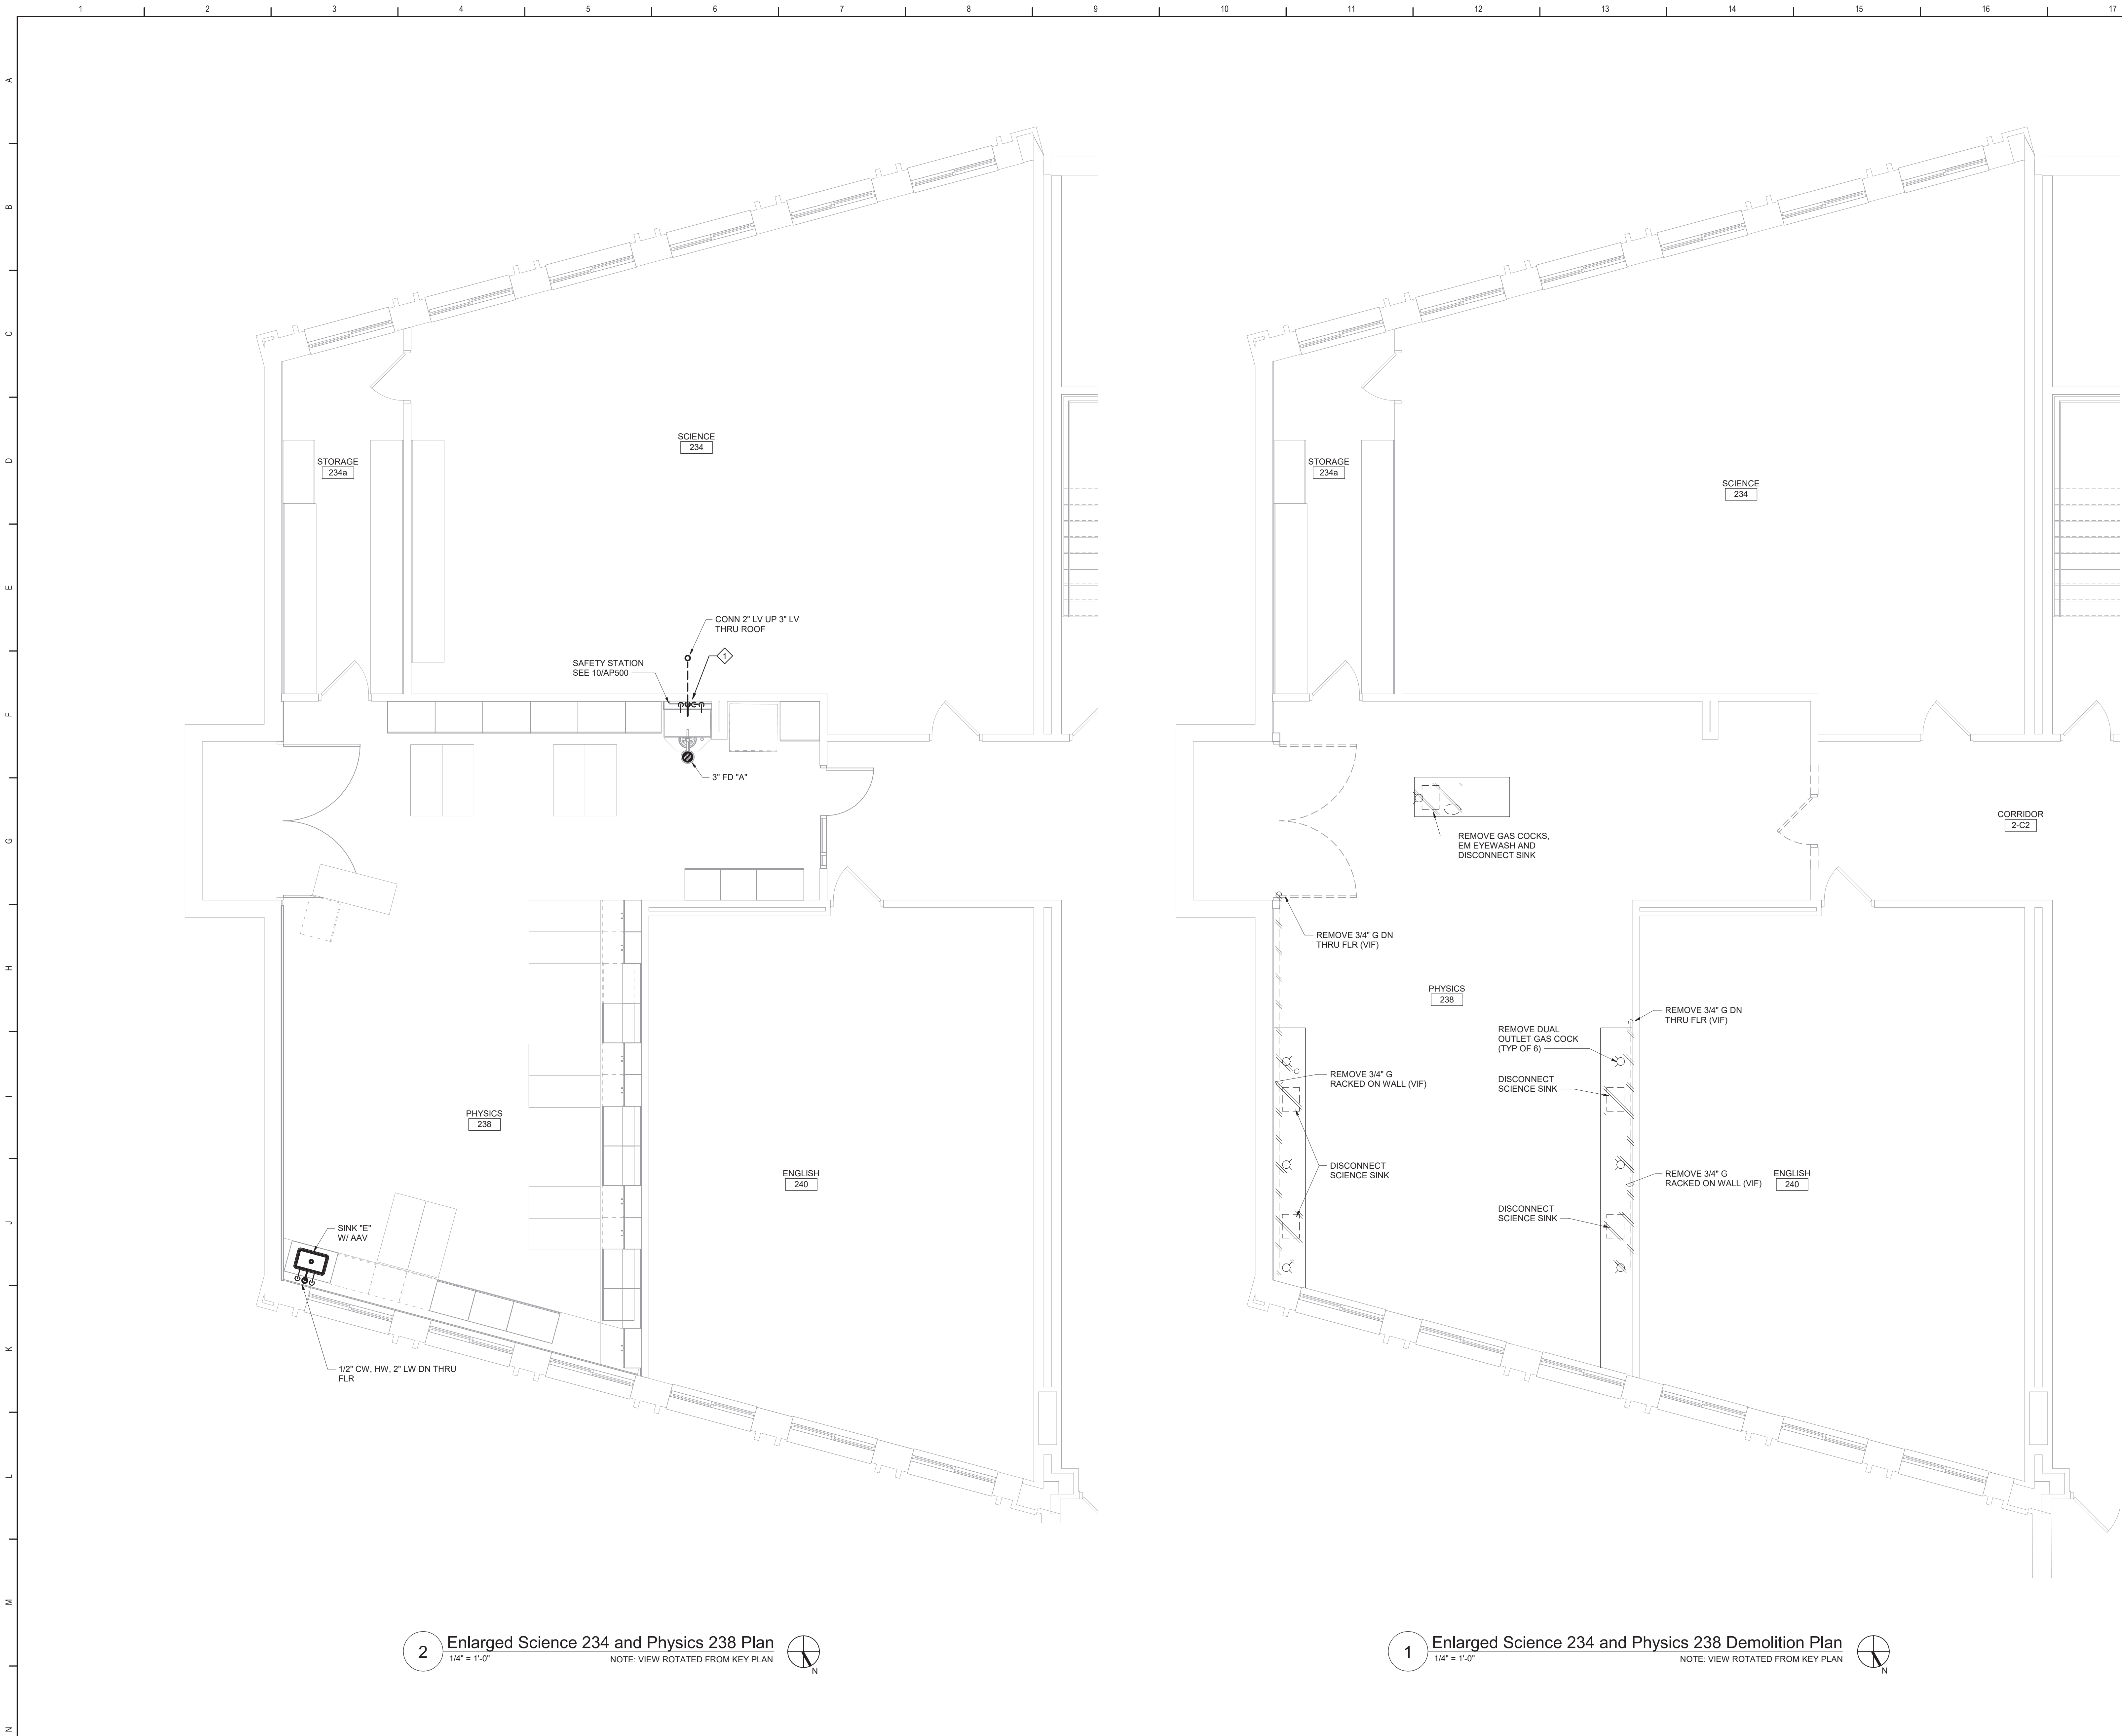 1 2 3 4 5 6 7 8 9 10 11 12 13 14 15 16 17
A
B
C
D
E
F
G
H
I
J
K
L
M
N
SCIENCE
234
STORAGE
234a
CONN 2" LV UP 3" LV
THRU ROOF
1
SAFETY STATION
SEE 10/AP500
3" FD "A"
PHYSICS
238
ENGLISH
240
SINK "E"
W/ AAV
1/2" CW, HW, 2" LW DN THRU
FLR
2
Enlarged Science 234 and Physics 238 Plan
1/4" = 1'-0"
NOTE: VIEW ROTATED FROM KEY PLAN
N
STORAGE
234a
SCIENCE
234
REMOVE GAS COCKS,
EM EYEWASH AND
DISCONNECT SINK
CORRIDOR
2-C2
REMOVE 3/4" G DN
THRU FLR (VIF)
PHYSICS
238
REMOVE 3/4" G DN
THRU FLR (VIF)
REMOVE DUAL
OUTLET GAS COCK
(TYP OF 6)
REMOVE 3/4" G
RACKED ON WALL (VIF)
DISCONNECT
SCIENCE SINK
DISCONNECT
SCIENCE SINK
REMOVE 3/4" G
RACKED ON WALL (VIF)
ENGLISH
240
DISCONNECT
SCIENCE SINK
1
Enlarged Science 234 and Physics 238 Demolition Plan
1/4" = 1'-0"
NOTE: VIEW ROTATED FROM KEY PLAN
N